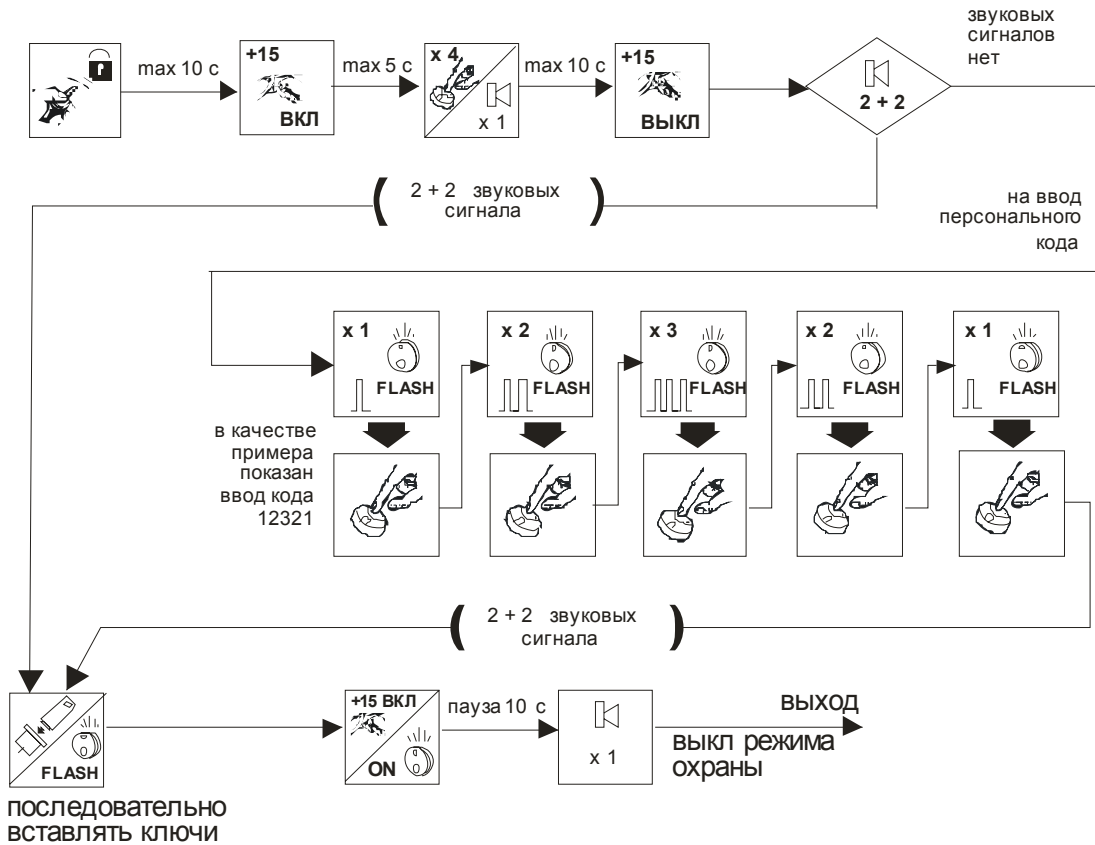 звуковых
сигналов
нет
+15
ВКЛ
x 4
x 1
+15
ВЫКЛ
2 + 2
max 10 с
max 5 с
max 10 с
( 2 + 2 звуковых )
сигнала
на ввод
персонального
кода
x 1
FLASH
x 2
FLASH
x 3
FLASH
x 2
FLASH
x 1
FLASH
в качестве
примера
показан
ввод кода
12321
( 2 + 2 звуковых )
сигнала
FLASH
+15 ВКЛ
ON
пауза 10 с
x 1
выход
выкл режима
охраны
последовательно
вставлять ключи